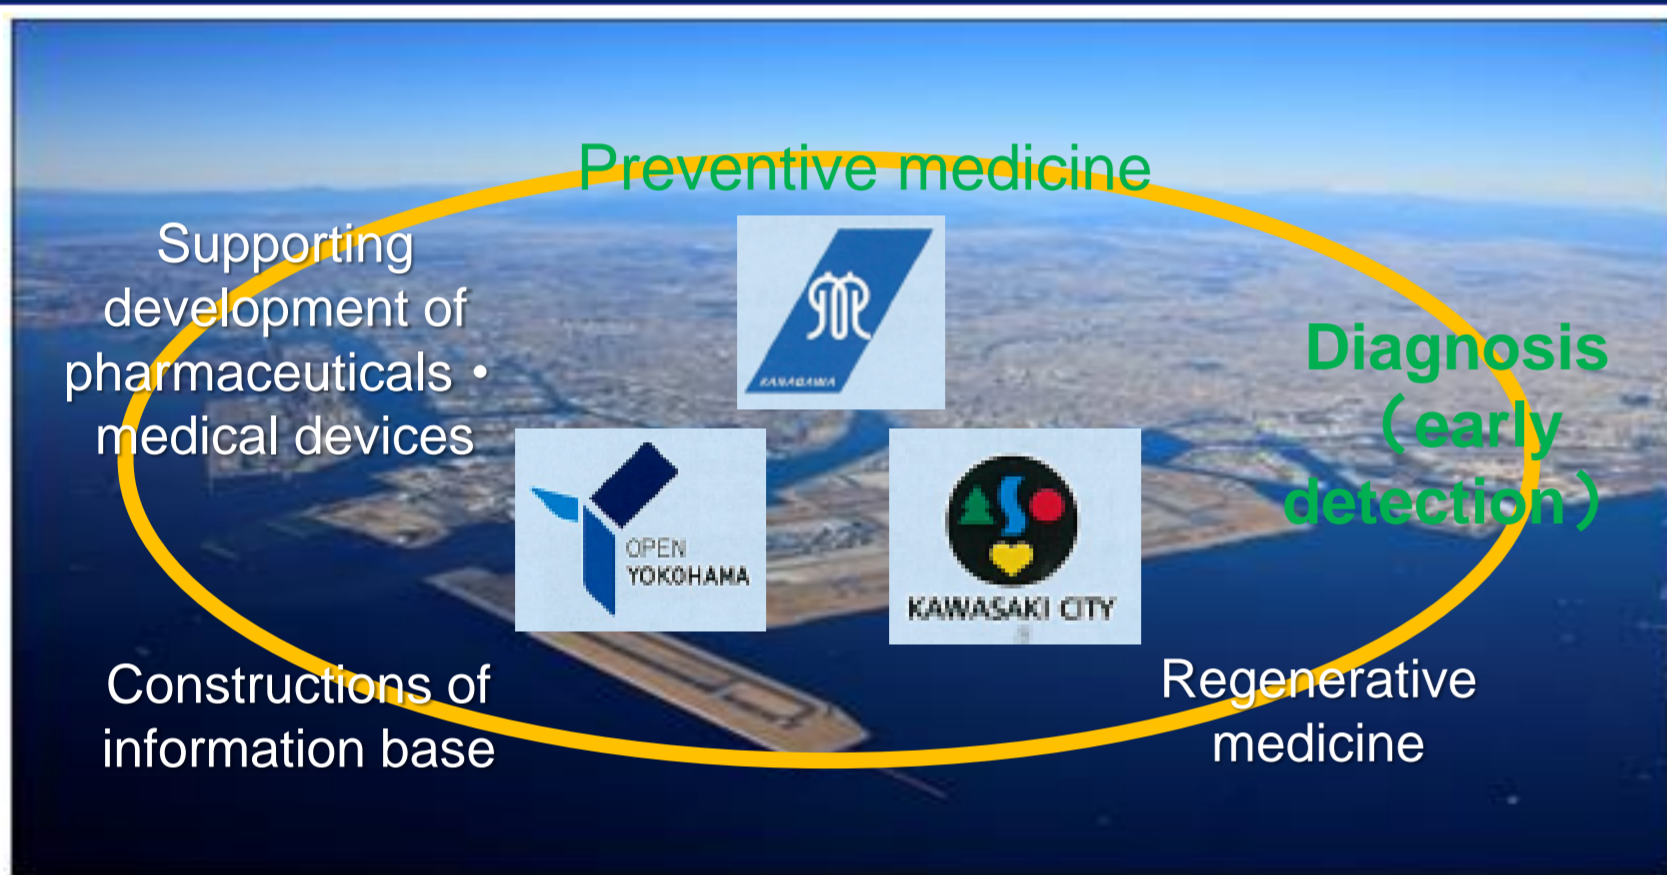 Preventive medicine
Supporting
development of
pharmaceuticals・
medical devices
KANAGAWA
Diagnosis
（early
detection）
OPEN
YOKOHAMA
KAWASAKI CITY
Constructions of
information base
Regenerative
medicine